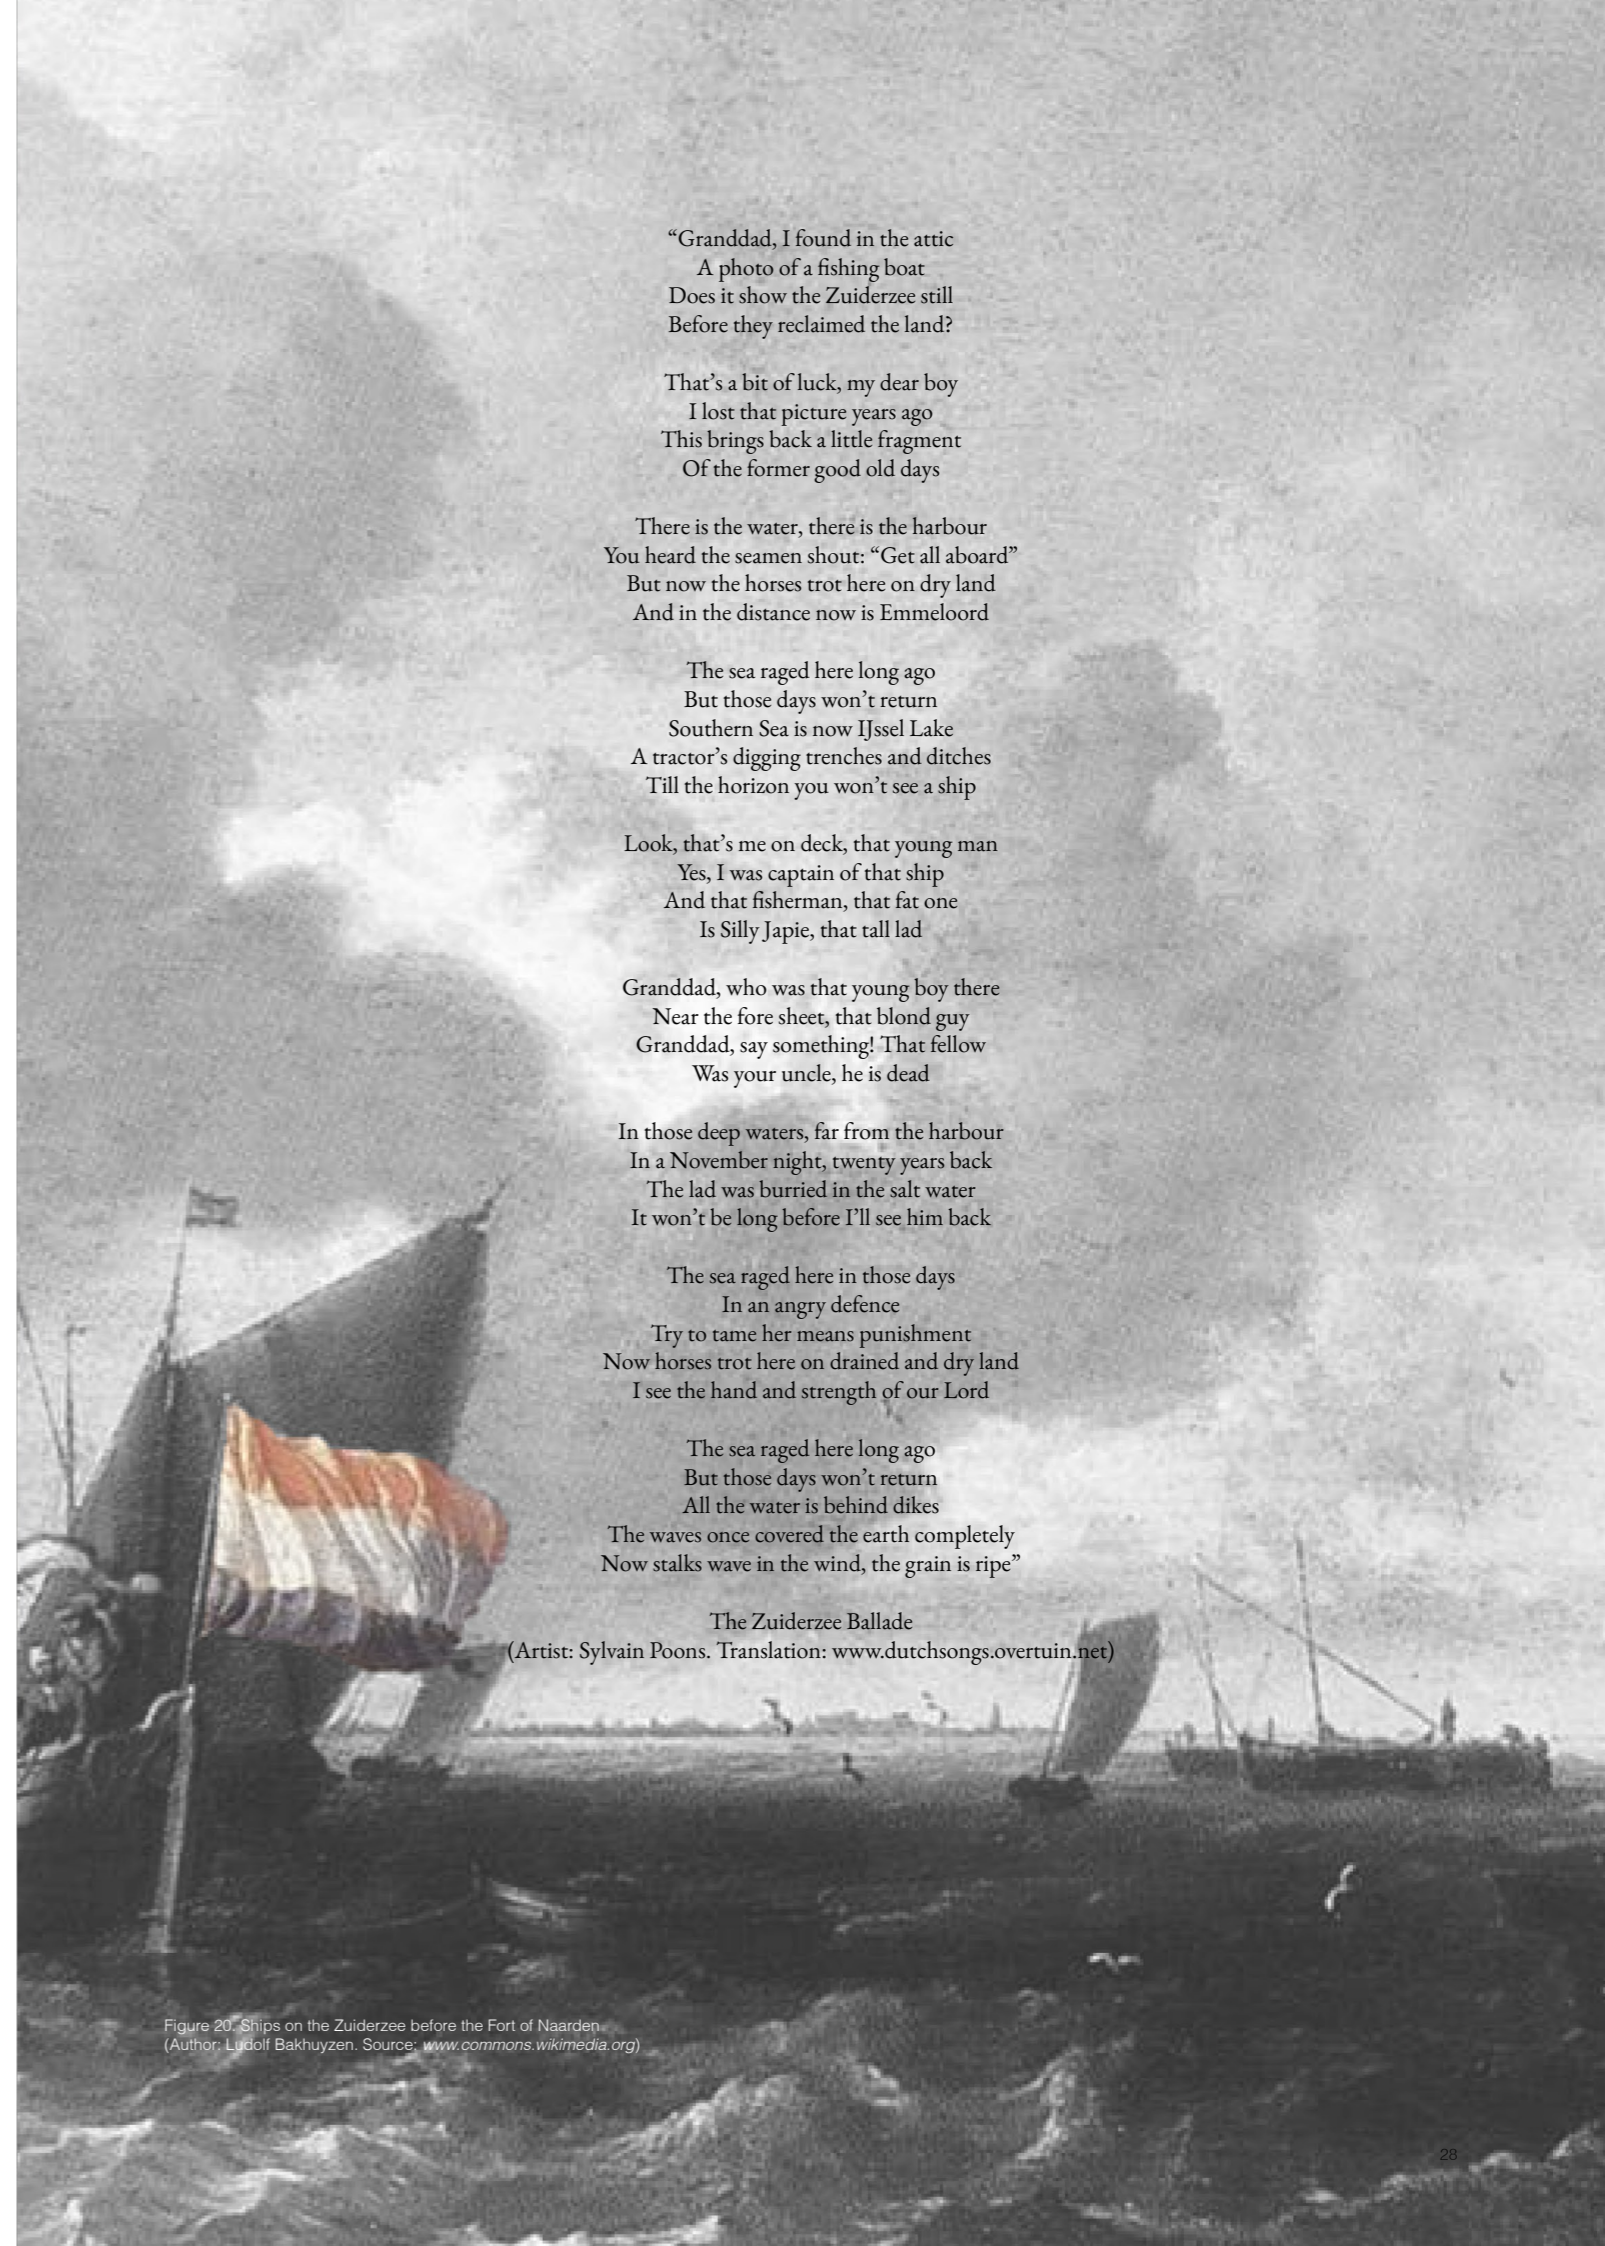 “Granddad, I found in the attic
A photo of a fishing boat
Does it show the Zuiderzee still
Before they reclaimed the land?
That’s a bit of luck, my dear boy
I lost that picture years ago
This brings back a little fragment
Of the former good old days
There is the water, there is the harbour
You heard the seamen shout: “Get all aboard”
But now the horses trot here on dry land
And in the distance now is Emmeloord
The sea raged here long ago
But those days won’t return
Southern Sea is now IJssel Lake
A tractor’s digging trenches and ditches
Till the horizon you won’t see a ship
Look, that’s me on deck, that young man
Yes, I was captain of that ship
And that fisherman, that fat one
Is Silly Japie, that tall lad
Granddad, who was that young boy there
Near the fore sheet, that blond guy
Granddad, say something! That fellow
Was your uncle, he is dead
In those deep waters, far from the harbour
In a November night, twenty years back
The lad was burried in the salt water
It won’t be long before I’ll see him back
The sea raged here in those days
In an angry defence
Try to tame her means punishment
Now horses trot here on drained and dry land
I see the hand and strength of our Lord
The sea raged here long ago
But those days won’t return
All the water is behind dikes
The waves once covered the earth completely
Now stalks wave in the wind, the grain is ripe”
The Zuiderzee Ballade
(Artist: Sylvain Poons. Translation: www.dutchsongs.overtuin.net)
Figure 20. Ships on the Zuiderzee before the Fort of Naarden.
(Author: Ludolf Bakhuyzen. Source: www.commons.wikimedia.org)
28